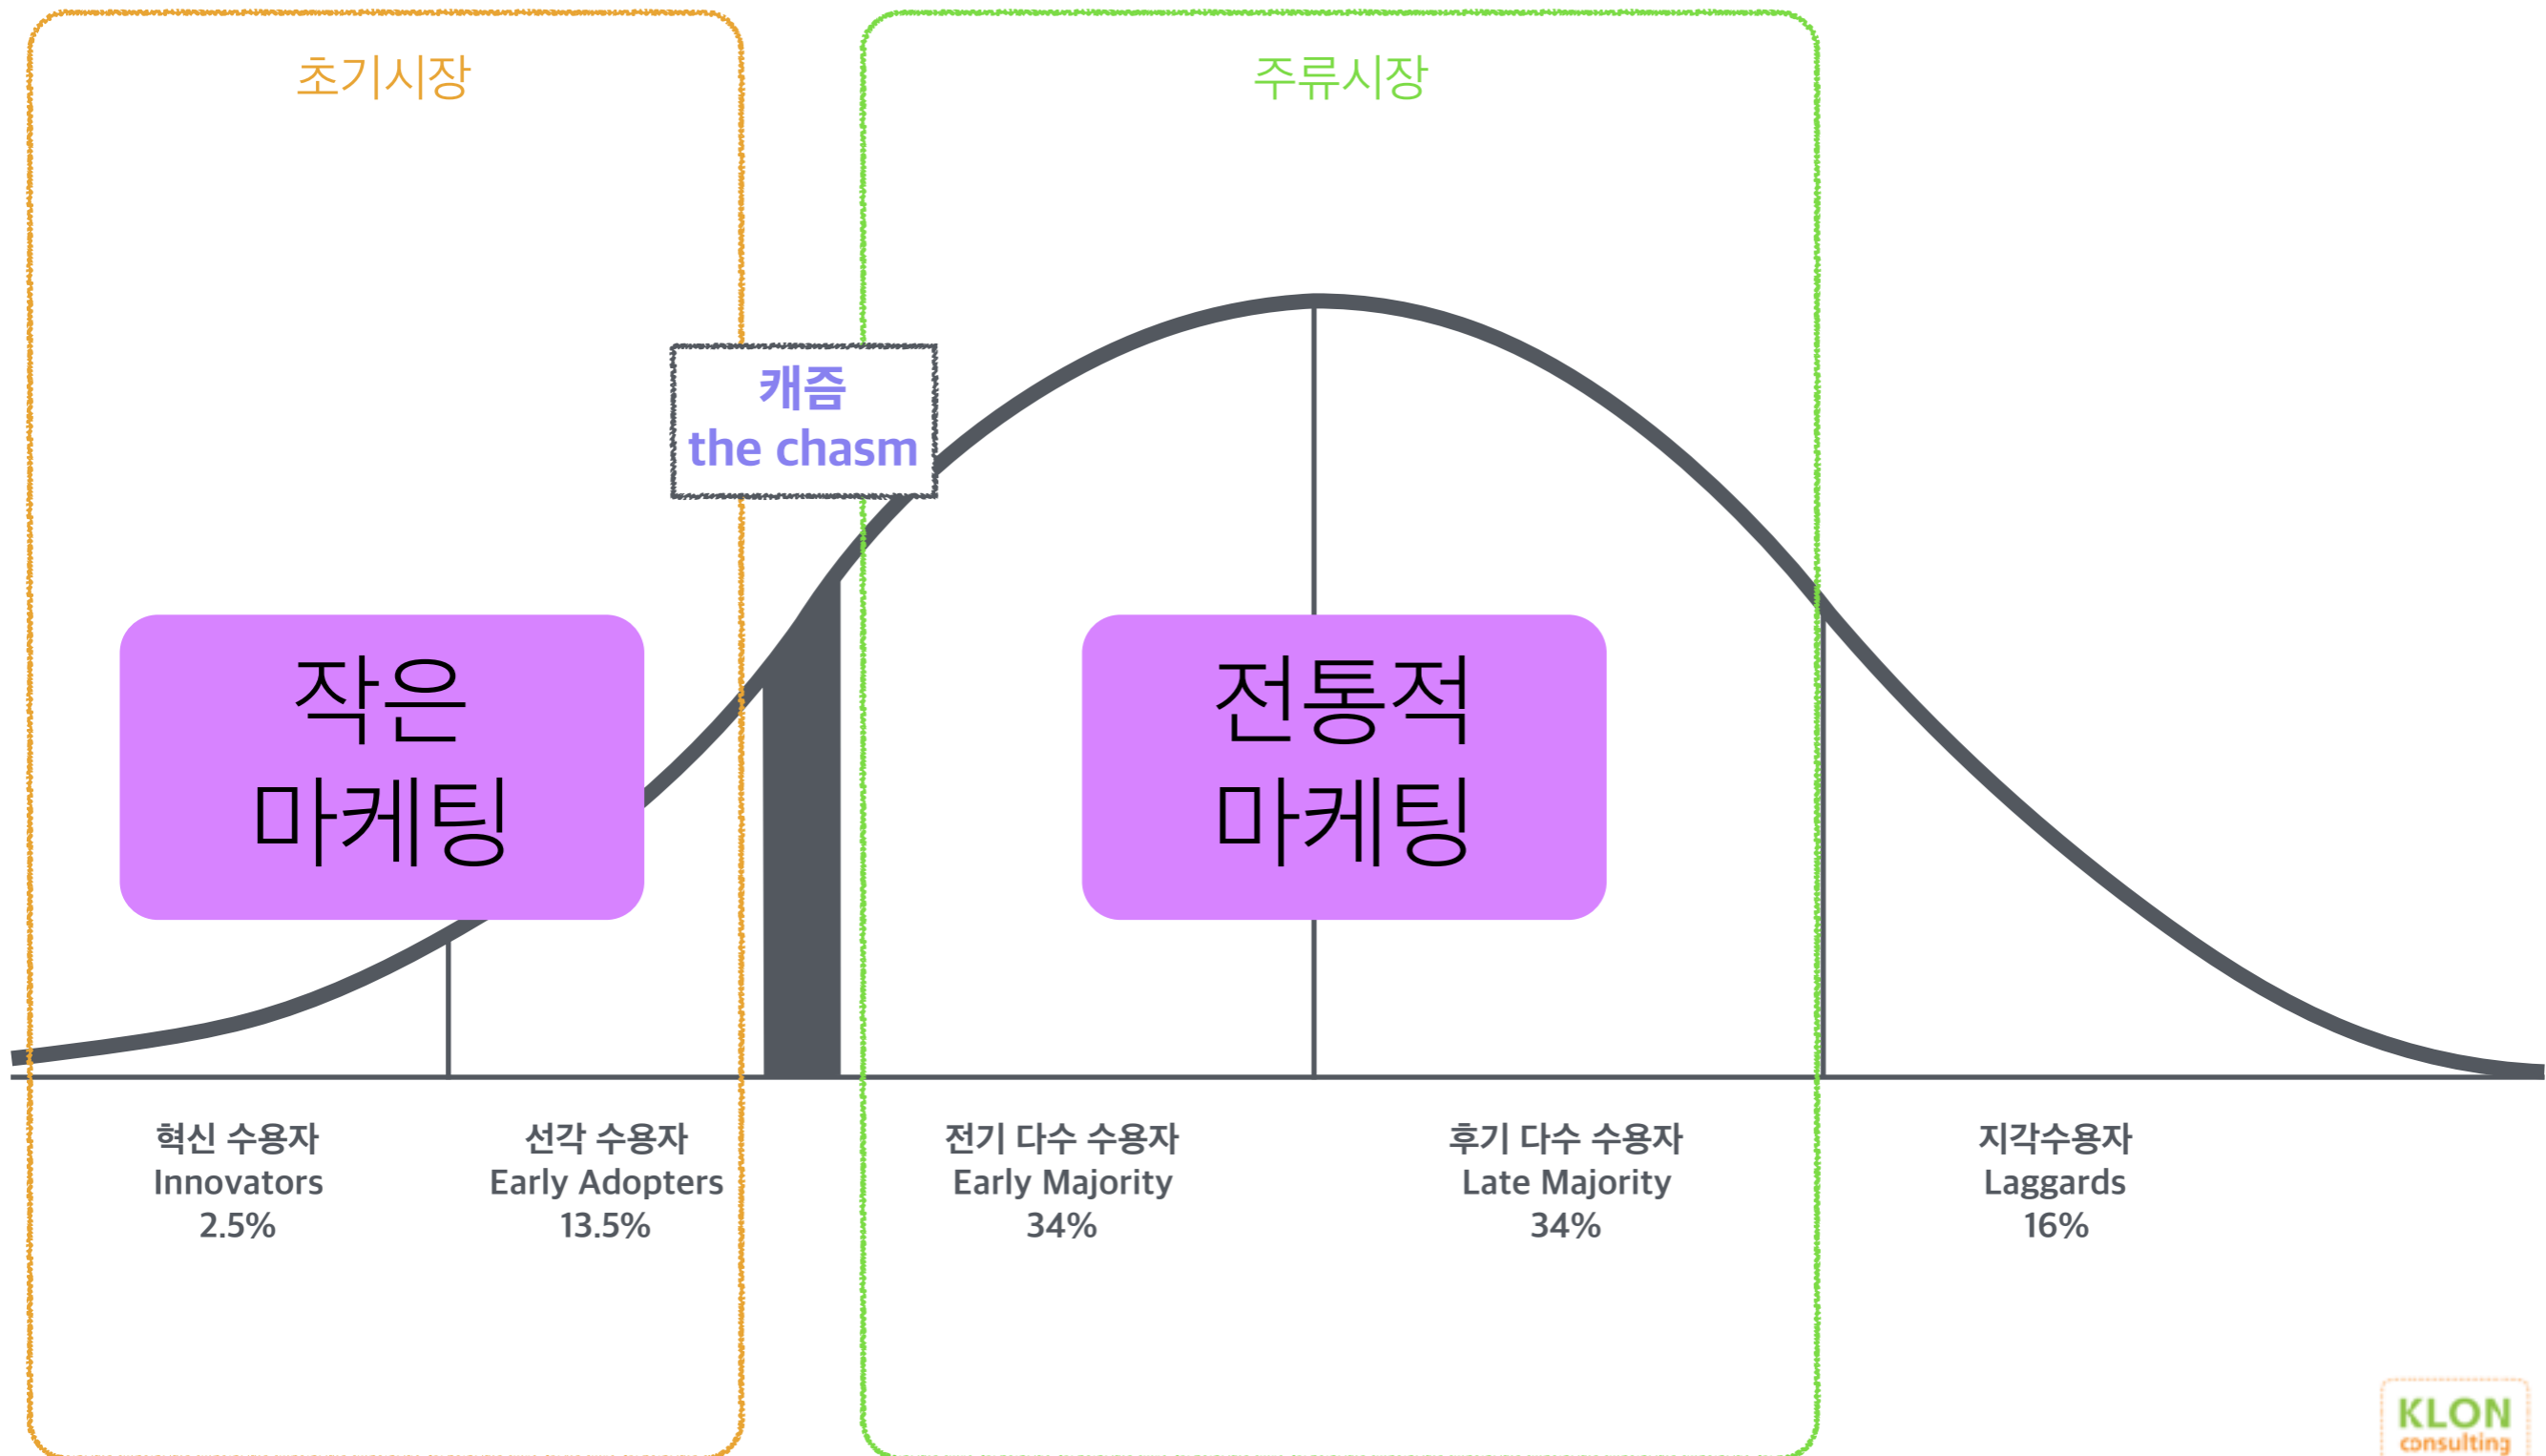 초기시장
주류시장
캐즘
the chasm
작은
마케팅
전통적
마케팅
혁신 수용자
Innovators
2.5%
선각 수용자
Early Adopters
13.5%
전기 다수 수용자
Early Majority
34%
후기 다수 수용자
Late Majority
34%
지각수용자
Laggards
16%
KLON
consulting